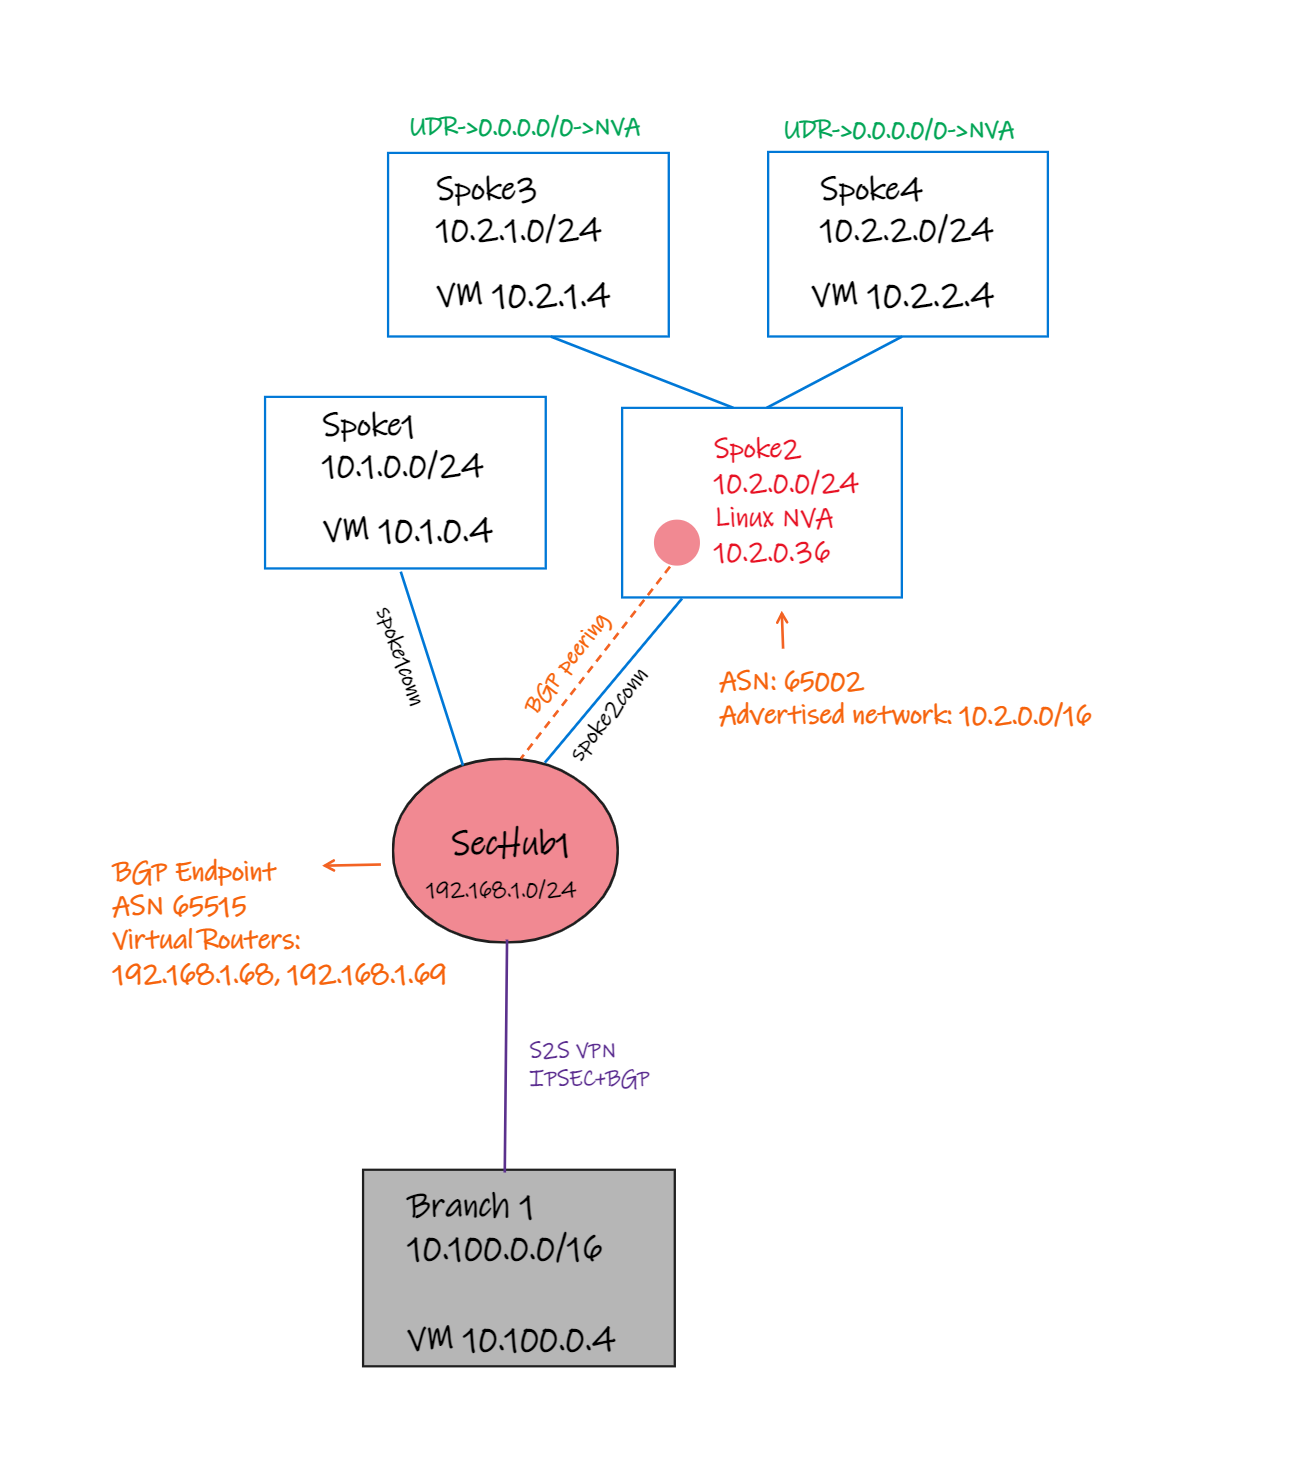 UDR->0.0.0.0/0->NVA
Spoke3
10.2.1.0/24
VM 10.2.1.4
UDR->0.0.0.0/0->NVA
Spoke4
10.2.2.0/24
VM 10.2.2.4
Spoke1
10.1.0.0/24
VM 10.1.0.4
Spoke2
10.2.0.0/24
Linux NVA
10.2.0.36
spoke1conn
BGP peering
spoke2conn
ASN: 65002
Advertised network: 10.2.0.0/16
SecHub1
192.168.1.0/24
BGP Endpoint
ASN 65515
Virtual Routers:
192.168.1.68, 192.168.1.69
S2S VPN
IPSEC+BGP
Branch 1
10.100.0.0/16
VM 10.100.0.4